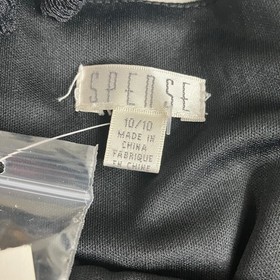 SPENSE
10/10
MADE IN
CHINA
FABRIQUE
EN CHINE